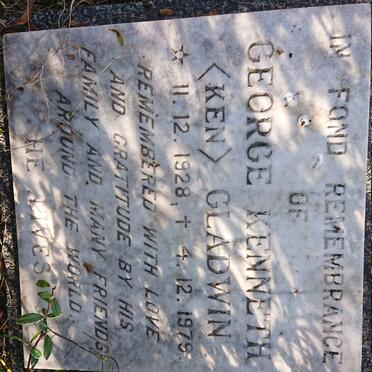 IN FOND REMEMBRANCE
OF
GEORGE KENNETH
<KEN> GLADWIN
☆ 11.12.1928, + 4.12.1979.
REMEMBERED WITH LOVE
AND GRATITUDE BY HIS
FAMILY AND MANY FRIENDS
AROUND THE WORLD.
HE LIVES